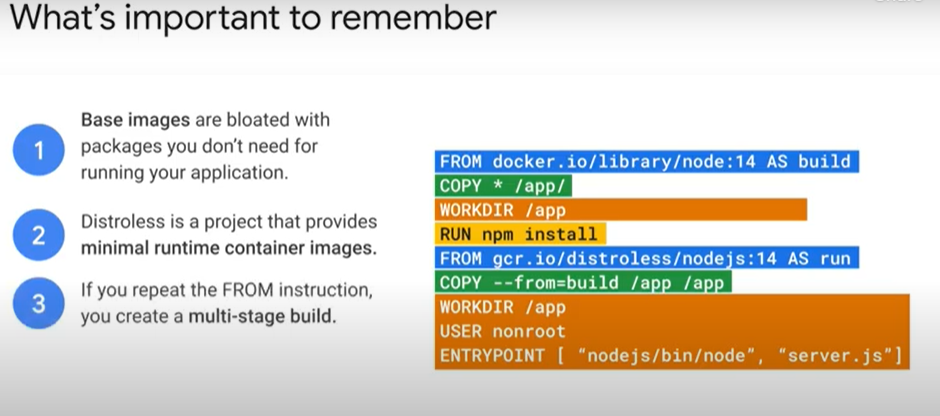 What's important to remember
1
Base images are bloated with
packages you don't need for
running your application.
2
Distroless is a project that provides
minimal runtime container images.
3
If you repeat the FROM instruction,
you create a multi-stage build.
FROM docker.io/library/node:14 AS build
COPY * /app/
WORKDIR /app
RUN npm install
FROM gcr.io/distroless/nodejs:14 AS run
COPY --from=build /app /app
WORKDIR /app
USER nonroot
ENTRYPOINT [ “nodejs/bin/node”, “server.js”]